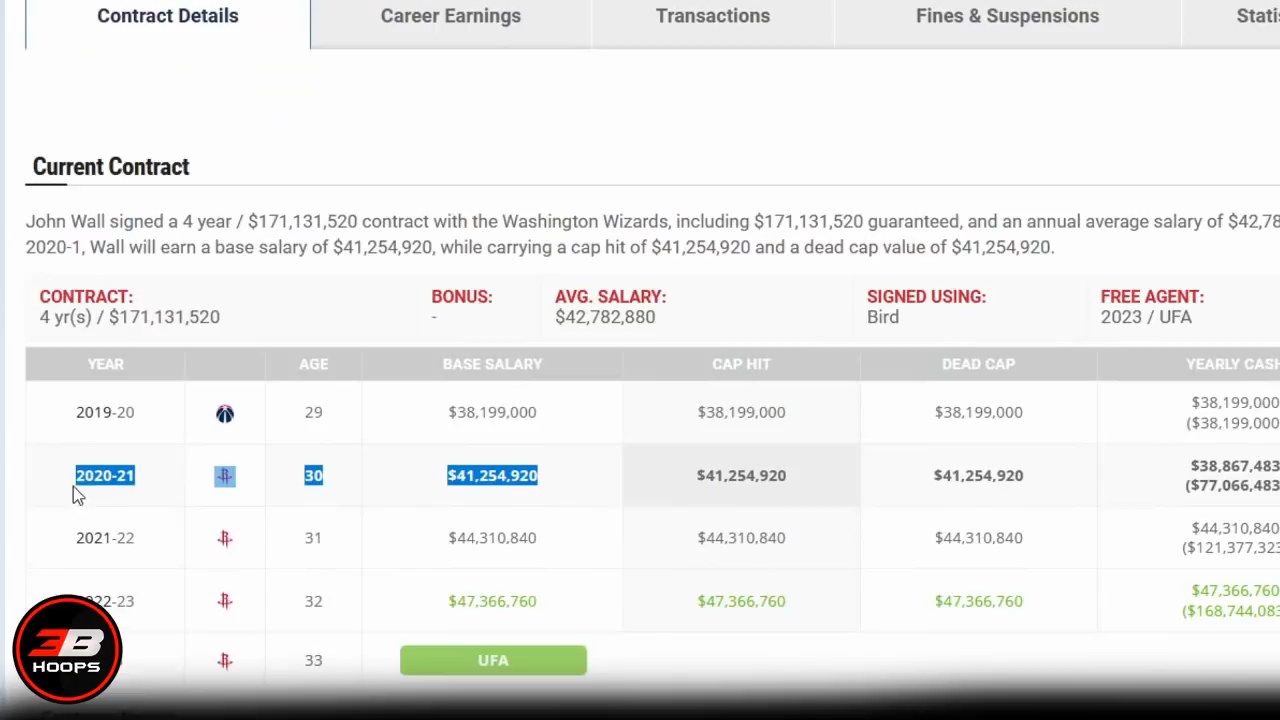 Contract Details Career Earnings Transactions Fines & Suspensions Stati
Current Contract
John Wall signed a 4 year / $171,131,520 contract with the Washington Wizards, including $171,131,520 guaranteed, and an annual average salary of $42,78
2020-1, Wall will earn a base salary of $41,254,920, while carrying a cap hit of $41,254,920 and a dead cap value of $41,254,920.
CONTRACT: BONUS: AVG. SALARY: SIGNED USING: FREE AGENT:
4 yr(s) / $171,131,520 - $42,782,880 Bird 2023 / UFA
YEAR AGE BASE SALARY CAP HIT DEAD CAP YEARLY CASH
2019-20 29 $38,199,000 $38,199,000 $38,199,000 $38,199,000
($38,199,000
2020-21 30 $41,254,920 $41,254,920 $41,254,920 $38,867,483
($77,066,483
2021-22 31 $44,310,840 $44,310,840 $44,310,840 $44,310,840
($121,377,323
22-23 32 $47,366,760 $47,366,760 $47,366,760 $47,366,760
($168,744,083
33 UFA
3B
HOOPS